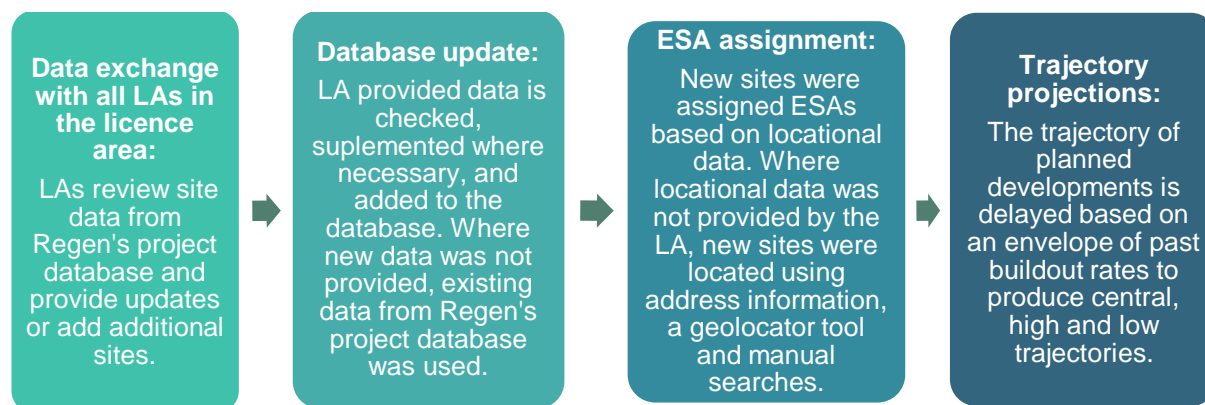 Data exchange
with all LAs in
the licence
area:
LAs review site
data from
Regen's project
database and
provide updates
or add additional
sites.
Database update:
LA provided data is
checked,
suplemented where
necessary, and
added to the
database. Where
new data was not
provided, existing
data from Regen's
project database
was used.
ESA assignment:
New sites were
assigned ESAs
based on locational
data. Where
locational data was
not provided by the
LA, new sites were
located using
address information,
a geolocator tool
and manual
searches.
Trajectory
projections:
The trajectory of
planned
developments is
delayed based on
an envelope of past
buildout rates to
produce central,
high and low
trajectories.